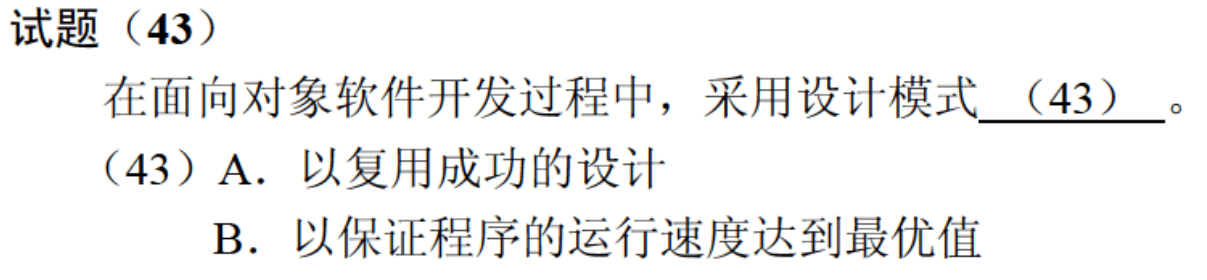 试题（43）
在面向对象软件开发过程中，采用设计模式 （43） 。
（43）A．以复用成功的设计
B．以保证程序的运行速度达到最优值